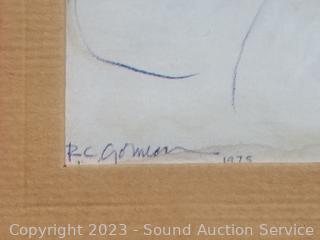 R.C. Gorman 1975
Copyright 2023 - Sound Auction Service